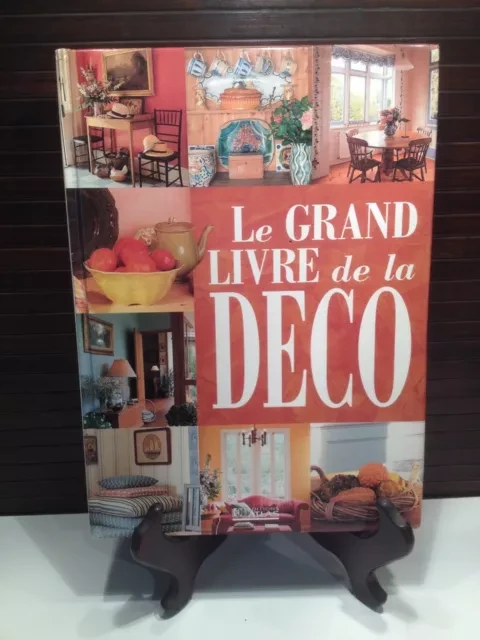 Le GRAND
LIVRE de la
DECO